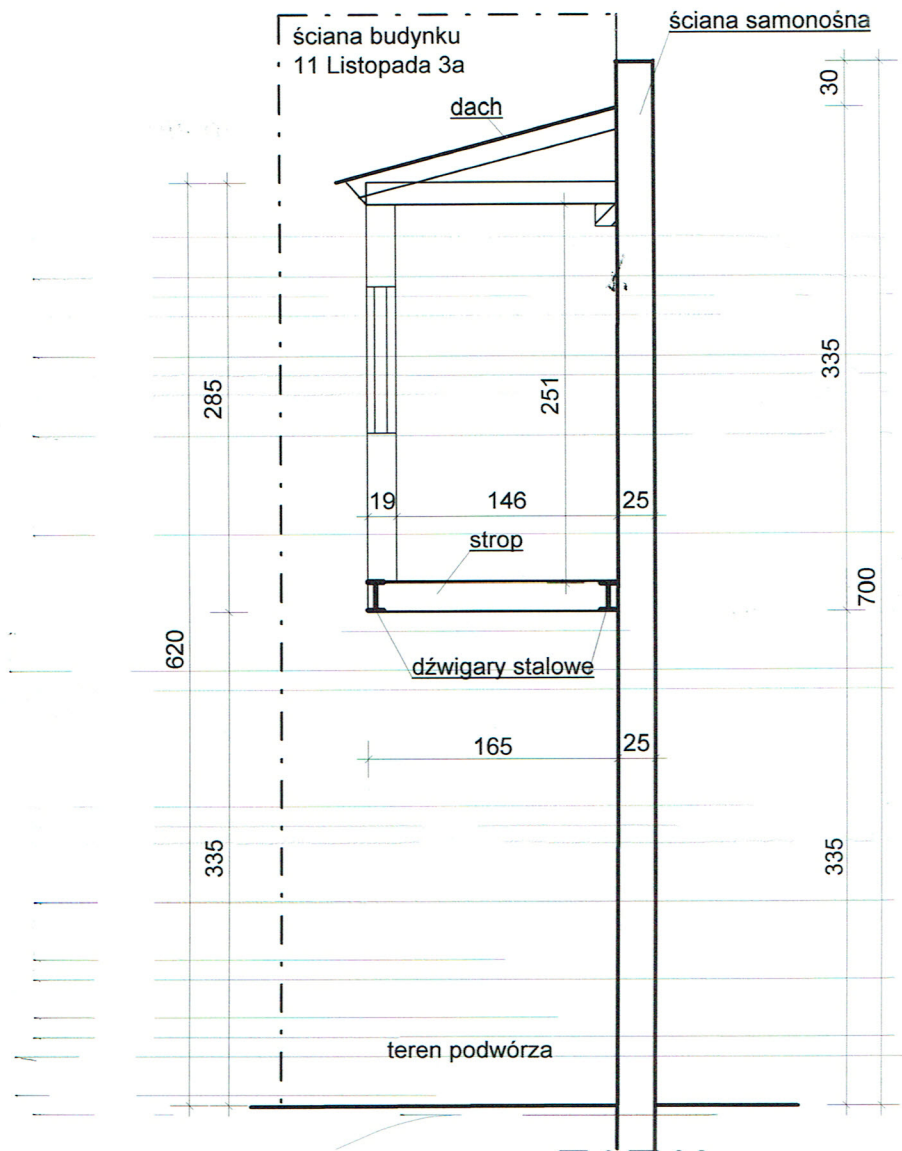 ściana samonośna
ściana budynku
11 Listopada 3a
dach
30
335
285
251
19
146
25
strop
700
620
dźwigary stalowe
165
25
335
335
teren podwórza